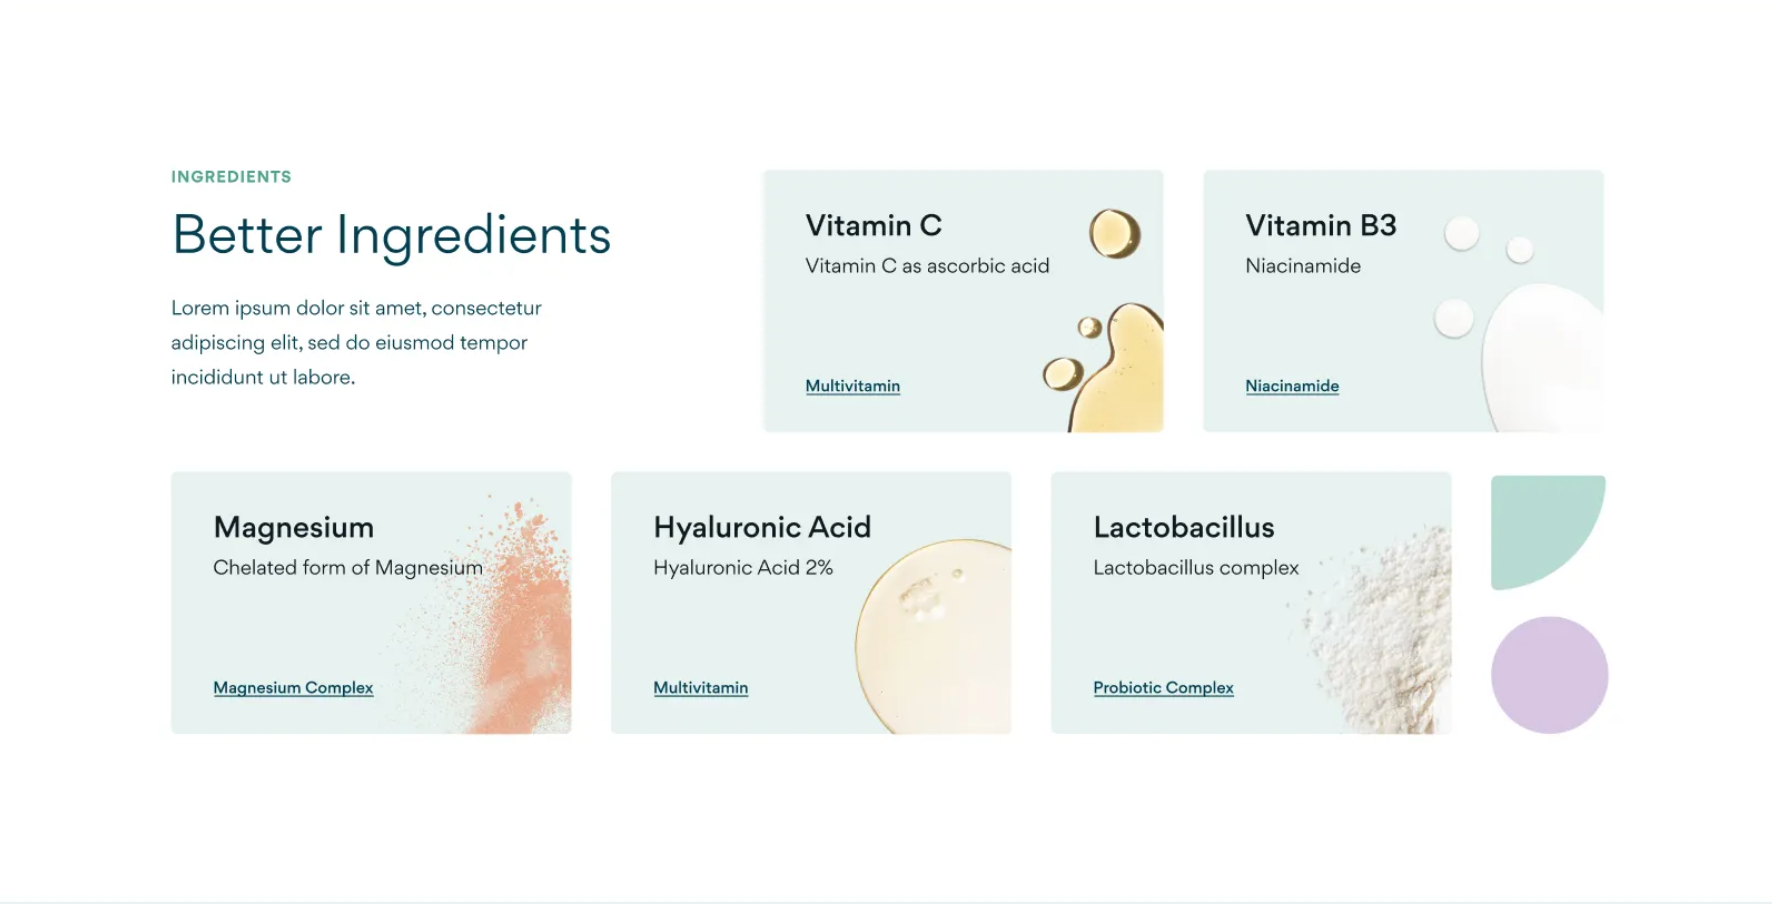 INGREDIENTS
Better Ingredients
Lorem ipsum dolor sit amet, consectetur
adipiscing elit, sed do eiusmod tempor
incididunt ut labore.
Vitamin C
Vitamin C as ascorbic acid
Multivitamin
Vitamin B3
Niacinamide
Niacinamide
Magnesium
Chelated form of Magnesium
Magnesium Complex
Hyaluronic Acid
Hyaluronic Acid 2%
Multivitamin
Lactobacillus
Lactobacillus complex
Probiotic Complex